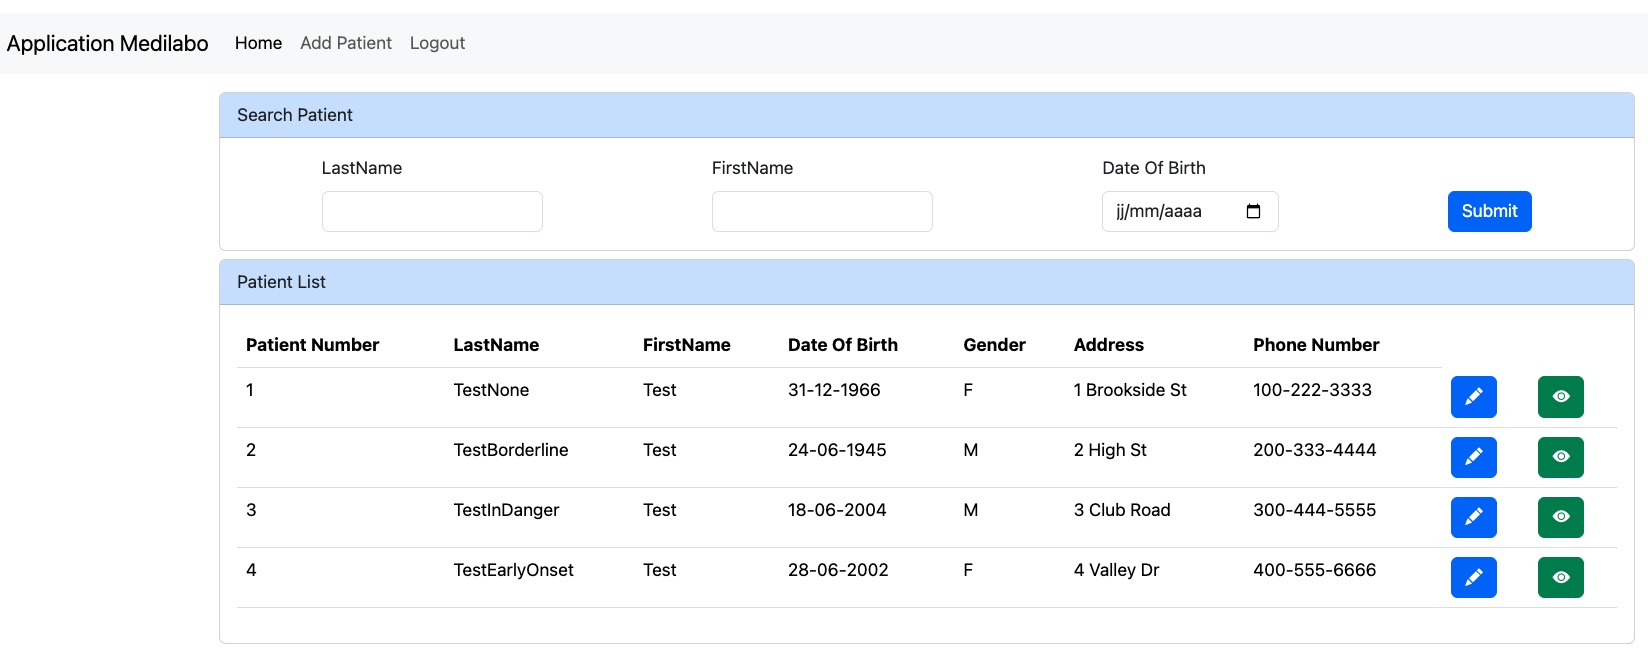 Application Medilabo Home Add Patient Logout
Search Patient
LastName FirstName Date Of Birth
jj/mm/aaaa Submit
Patient List
Patient Number LastName FirstName Date Of Birth Gender Address Phone Number
1 TestNone Test 31-12-1966 F 1 Brookside St 100-222-3333
2 TestBorderline Test 24-06-1945 M 2 High St 200-333-4444
3 TestInDanger Test 18-06-2004 M 3 Club Road 300-444-5555
4 TestEarlyOnset Test 28-06-2002 F 4 Valley Dr 400-555-6666